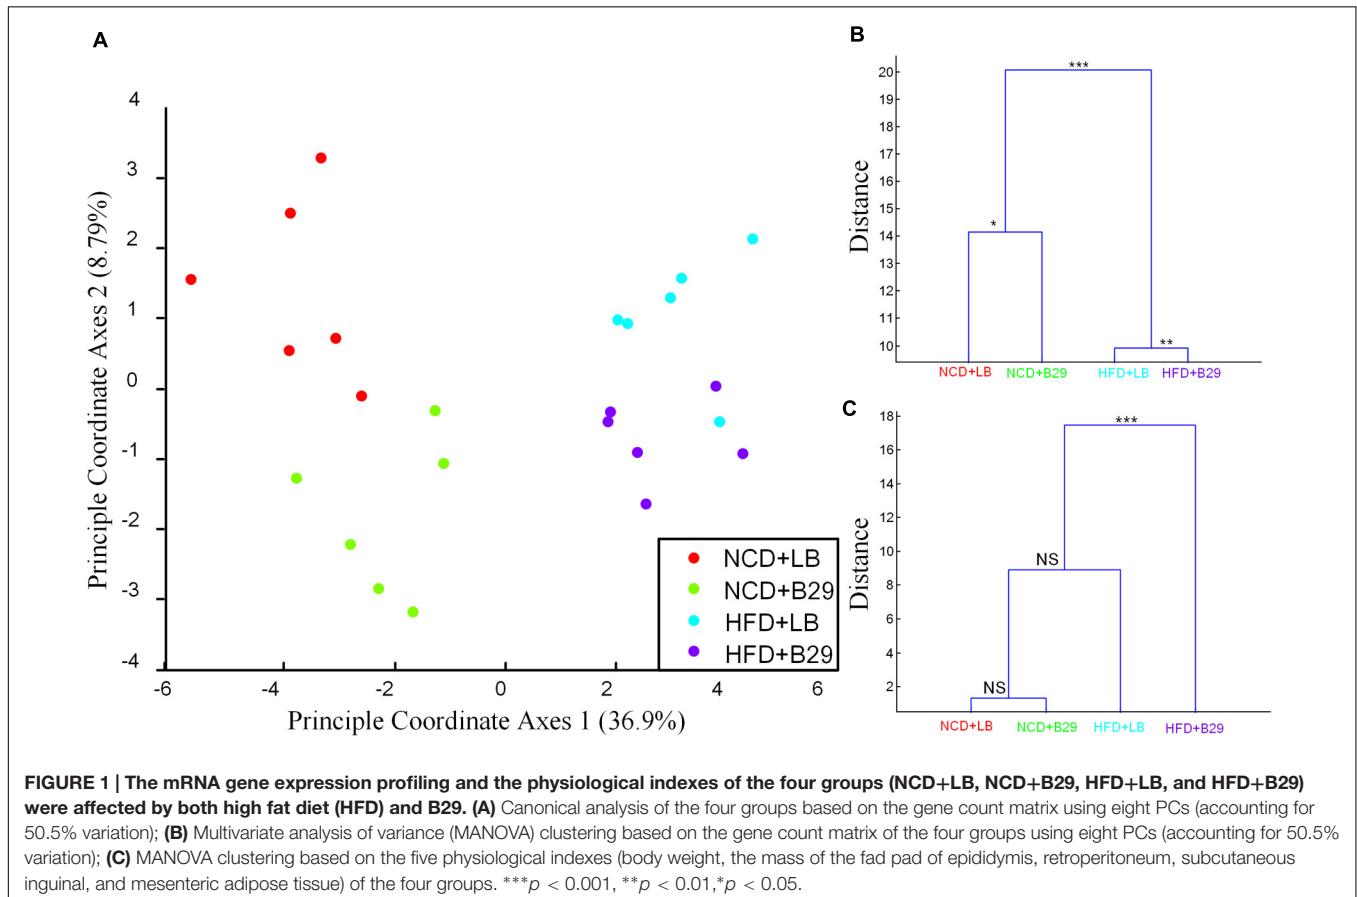 A
4
3
2
1
0
-1
-2
-3
-4
Principle Coordinate Axes 2 (8.79%)
-6
-4
-2
0
2
4
6
Principle Coordinate Axes 1 (36.9%)
NCD+LB
NCD+B29
HFD+LB
HFD+B29
B
20
19
18
17
16
15
14
13
12
11
10
Distance
***
*
**
NCD+LB
NCD+B29
HFD+LB
HFD+B29
C
18
16
14
12
10
8
6
4
2
Distance
***
NS
NS
NCD+LB
NCD+B29
HFD+LB
HFD+B29
FIGURE 1 | The mRNA gene expression profiling and the physiological indexes of the four groups (NCD+LB, NCD+B29, HFD+LB, and HFD+B29)
were affected by both high fat diet (HFD) and B29. (A) Canonical analysis of the four groups based on the gene count matrix using eight PCs (accounting for
50.5% variation); (B) Multivariate analysis of variance (MANOVA) clustering based on the gene count matrix of the four groups using eight PCs (accounting for 50.5%
variation); (C) MANOVA clustering based on the five physiological indexes (body weight, the mass of the fad pad of epididymis, retroperitoneum, subcutaneous
inguinal, and mesenteric adipose tissue) of the four groups. ***p < 0.001, **p < 0.01,*p < 0.05.